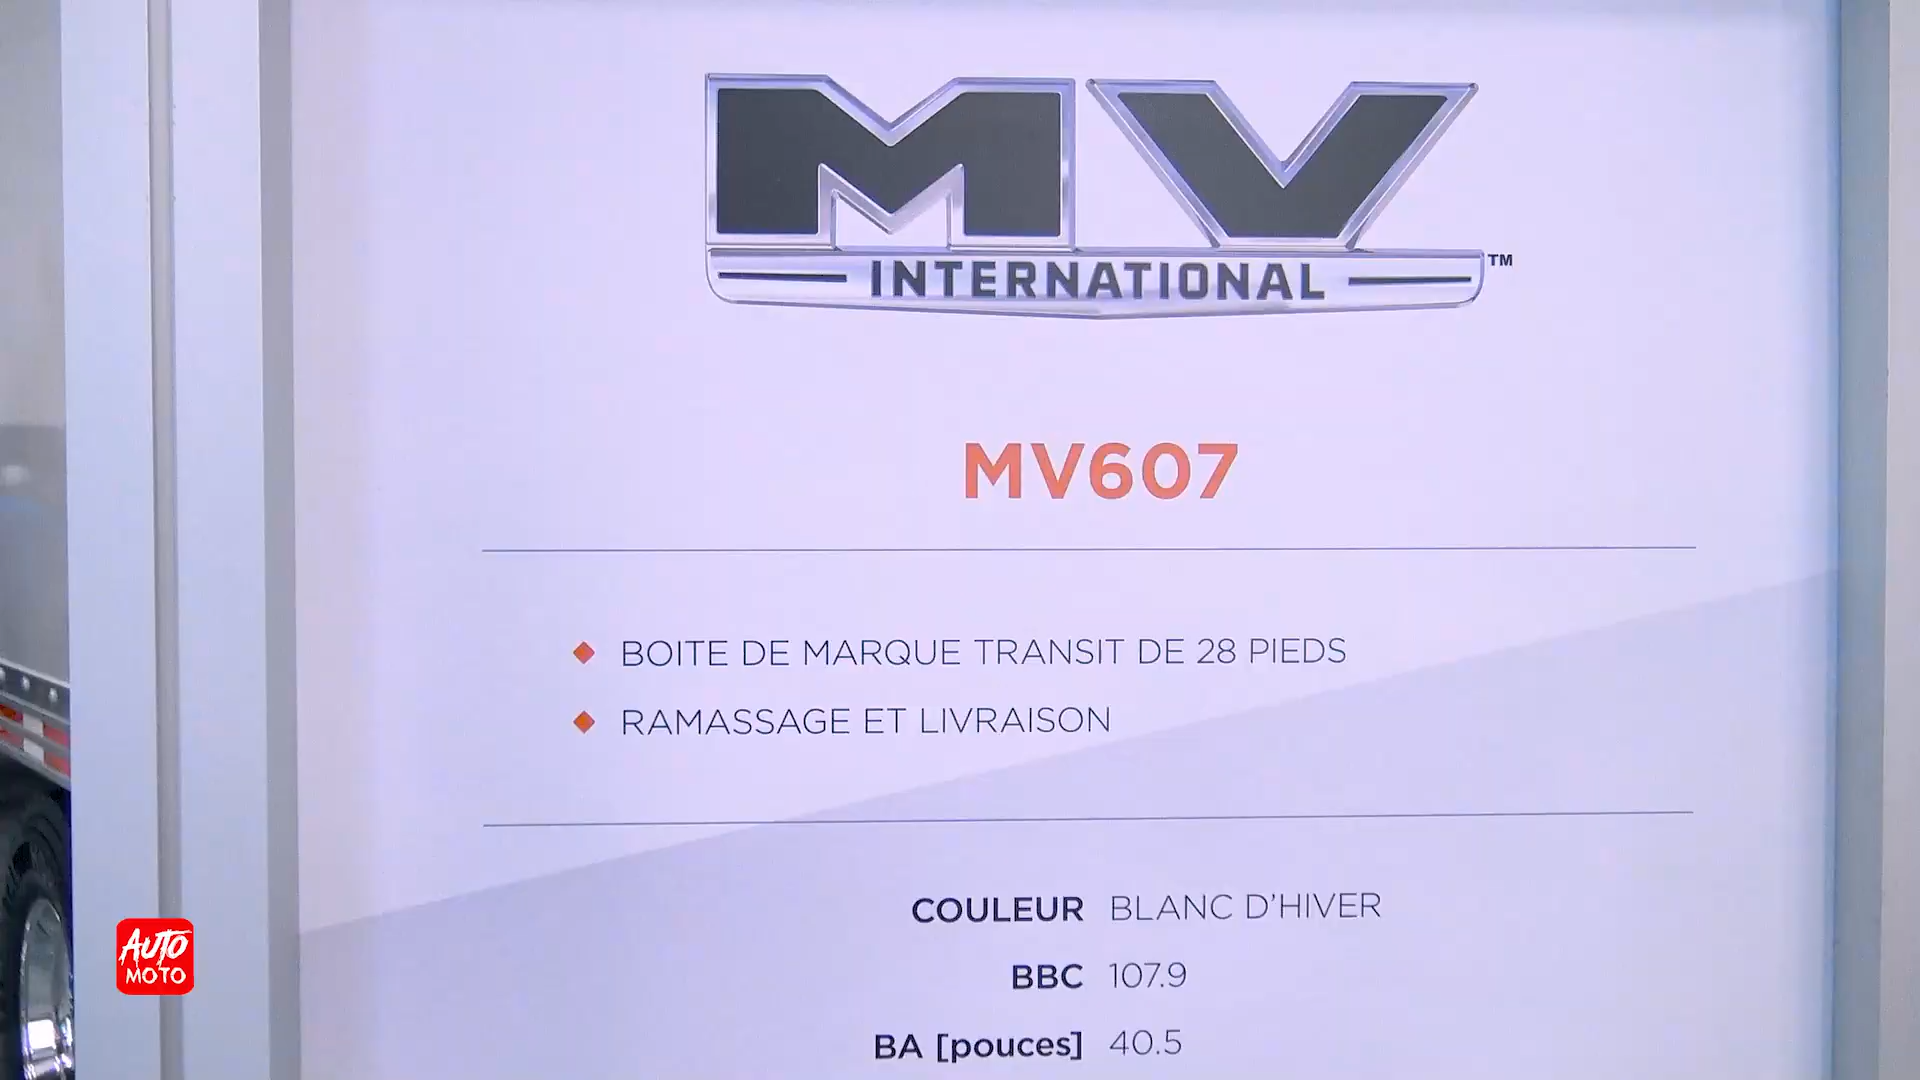 MV
INTERNATIONAL ™
MV607
BOITE DE MARQUE TRANSIT DE 28 PIEDS
RAMASSAGE ET LIVRAISON
COULEUR BLANC D'HIVER
BBC 107.9
BA [pouces] 40.5
AUTO
MOTO